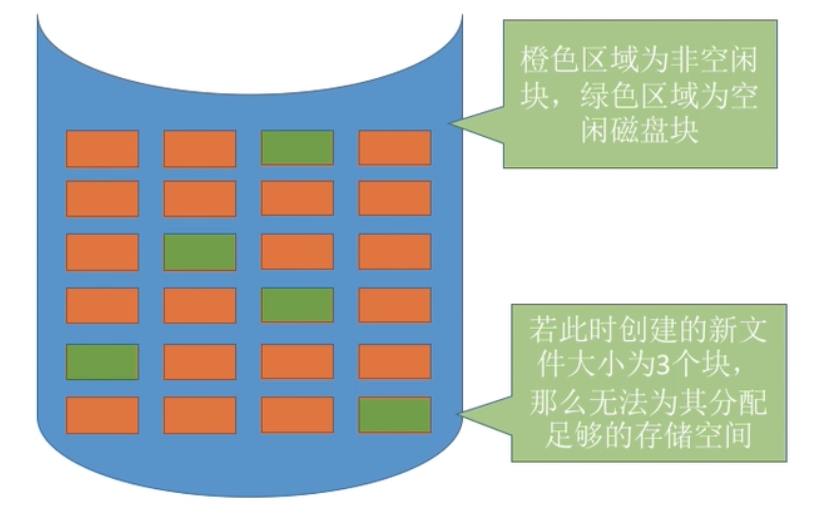 橙色区域为非空闲
块，绿色区域为空
闲磁盘块
若此时创建的新文
件大小为3个块，
那么无法为其分配
足够的存储空间